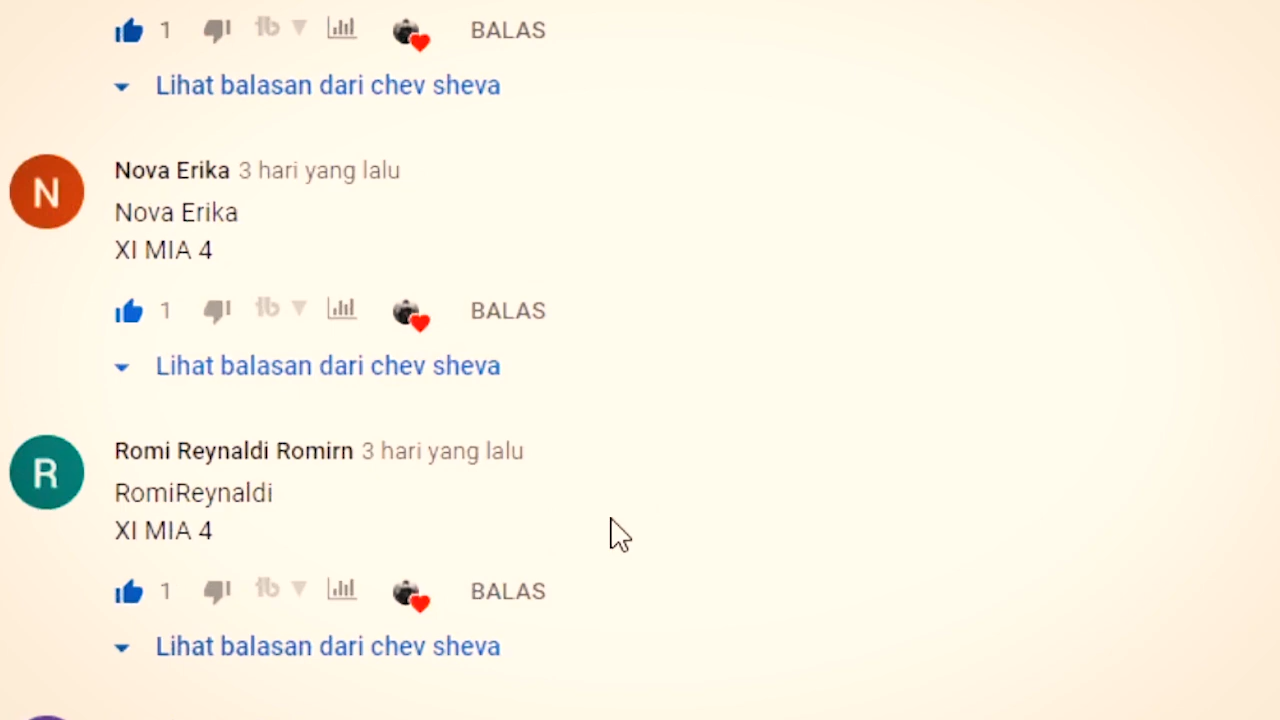 1 BALAS
Lihat balasan dari chev sheva
N
Nova Erika 3 hari yang lalu
Nova Erika
XI MIA 4
1 BALAS
Lihat balasan dari chev sheva
R
Romi Reynaldi Romirn 3 hari yang lalu
RomiReynaldi
XI MIA 4
1 BALAS
Lihat balasan dari chev sheva